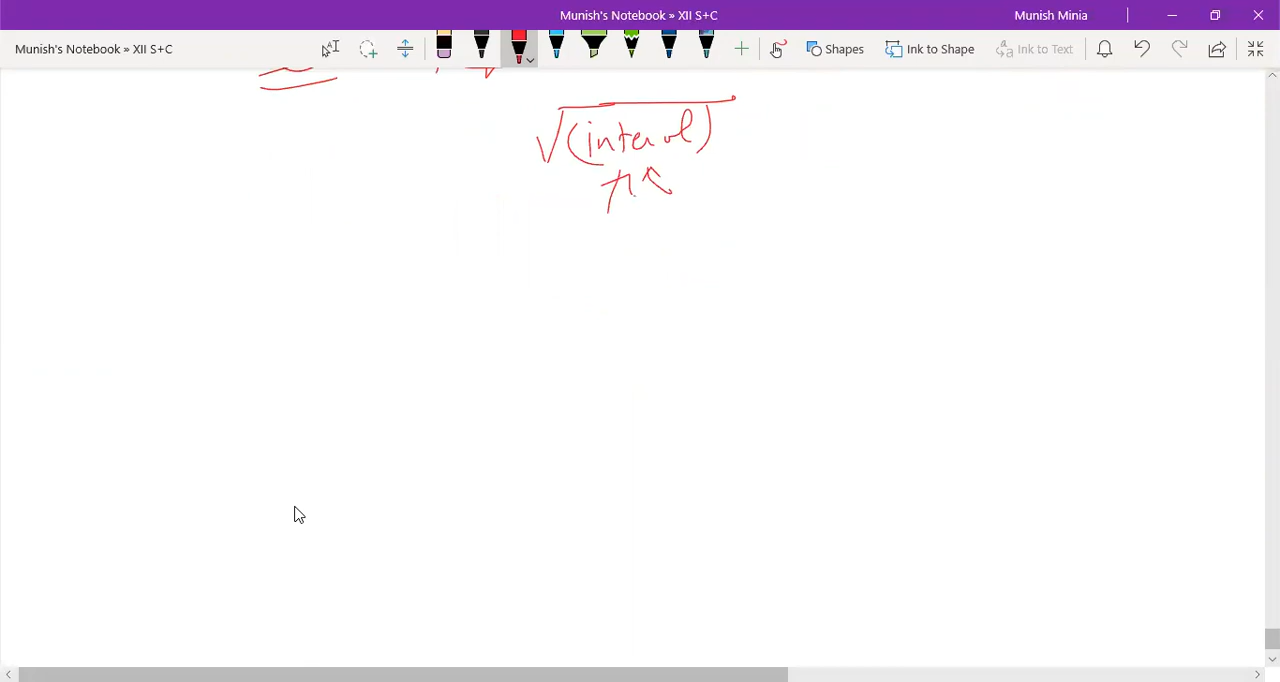 Munish's Notebook » XII S+C
Munish Minia
Munish's Notebook » XII S+C
Shapes
Ink to Shape
Ink to Text
√(interval)